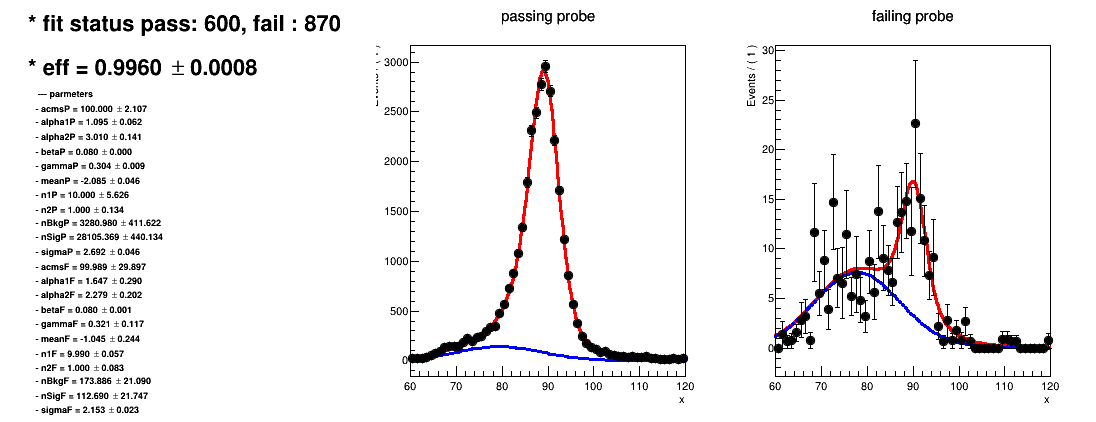 * fit status pass: 600, fail : 870
* eff = 0.9960 ± 0.0008
--- parmeters
- acmsP = 100.000 ± 2.107
- alpha1P = 1.095 ± 0.062
- alpha2P = 3.010 ± 0.141
- betaP = 0.080 ± 0.000
- gammaP = 0.304 ± 0.009
- meanP = -2.085 ± 0.046
- n1P = 10.000 ± 5.626
- n2P = 1.000 ± 0.134
- nBkgP = 3280.980 ± 411.622
- nSigP = 28105.369 ± 440.134
- sigmaP = 2.692 ± 0.046
- acmsF = 99.989 ± 29.897
- alpha1F = 1.647 ± 0.290
- alpha2F = 2.279 ± 0.202
- betaF = 0.080 ± 0.001
- gammaF = 0.321 ± 0.117
- meanF = -1.045 ± 0.244
- n1F = 9.990 ± 0.057
- n2F = 1.000 ± 0.083
- nBkgF = 173.886 ± 21.090
- nSigF = 112.690 ± 21.747
- sigmaF = 2.153 ± 0.023
passing probe
3000
2500
2000
1500
1000
500
0
60 70 80 90 100 110 120
x
failing probe
Events / ( 1 )
30
25
20
15
10
5
0
60 70 80 90 100 110 120
x